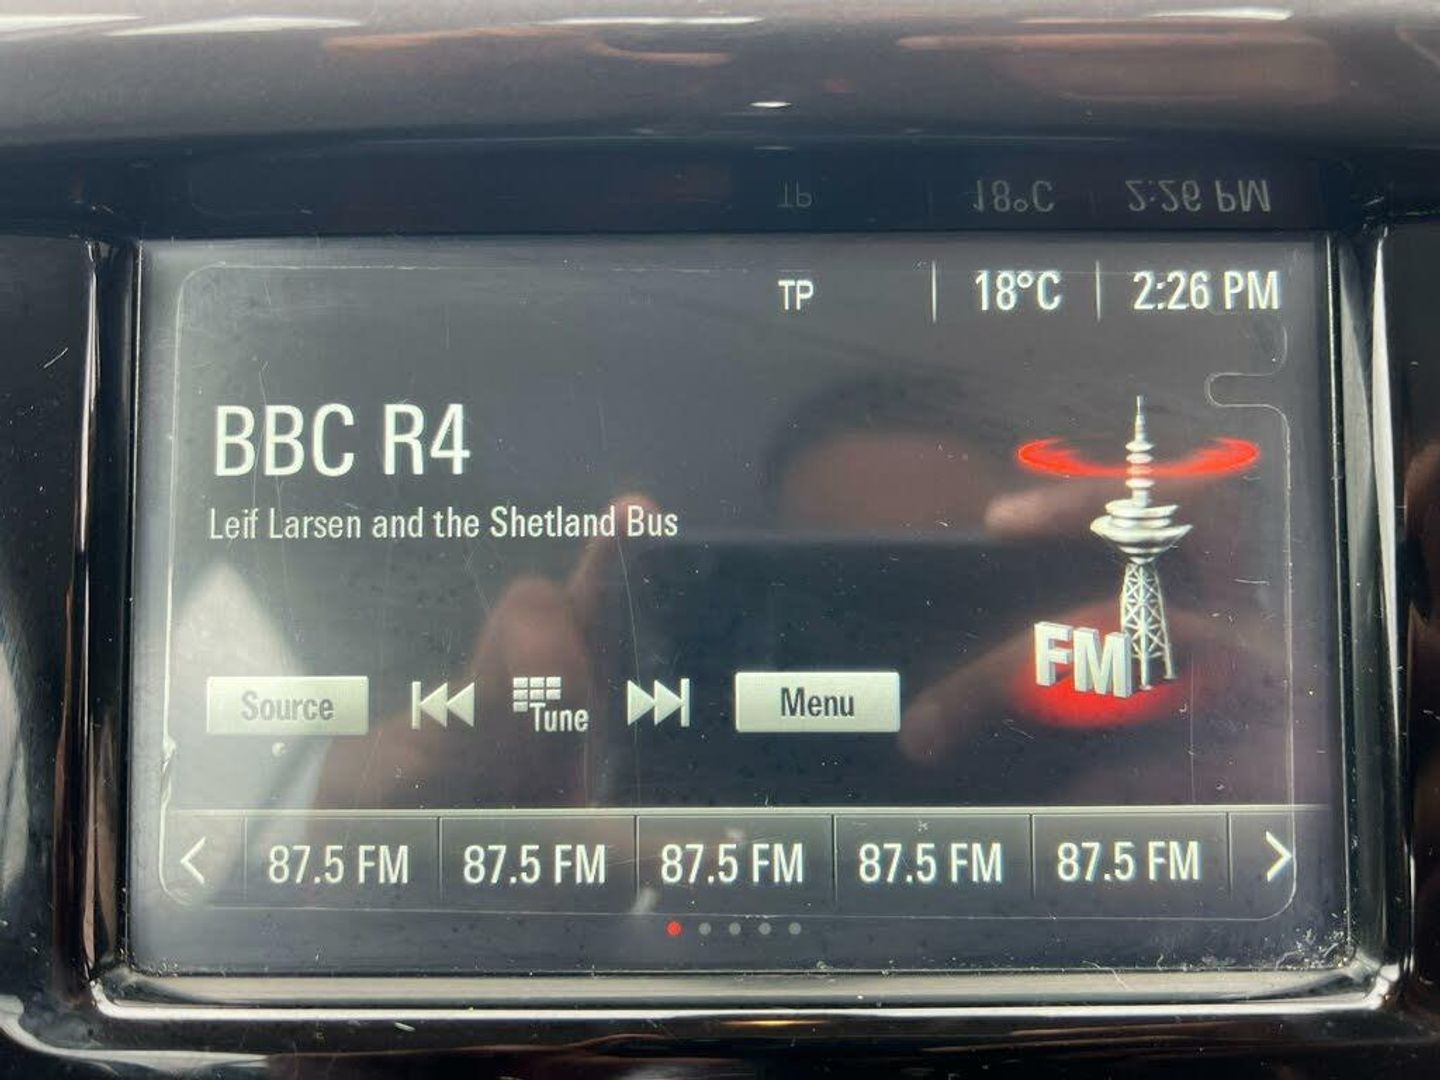 TP 18°C 2:26 PM
BBC R4
Leif Larsen and the Shetland Bus
FM
Source Tune Menu
87.5 FM 87.5 FM 87.5 FM 87.5 FM 87.5 FM